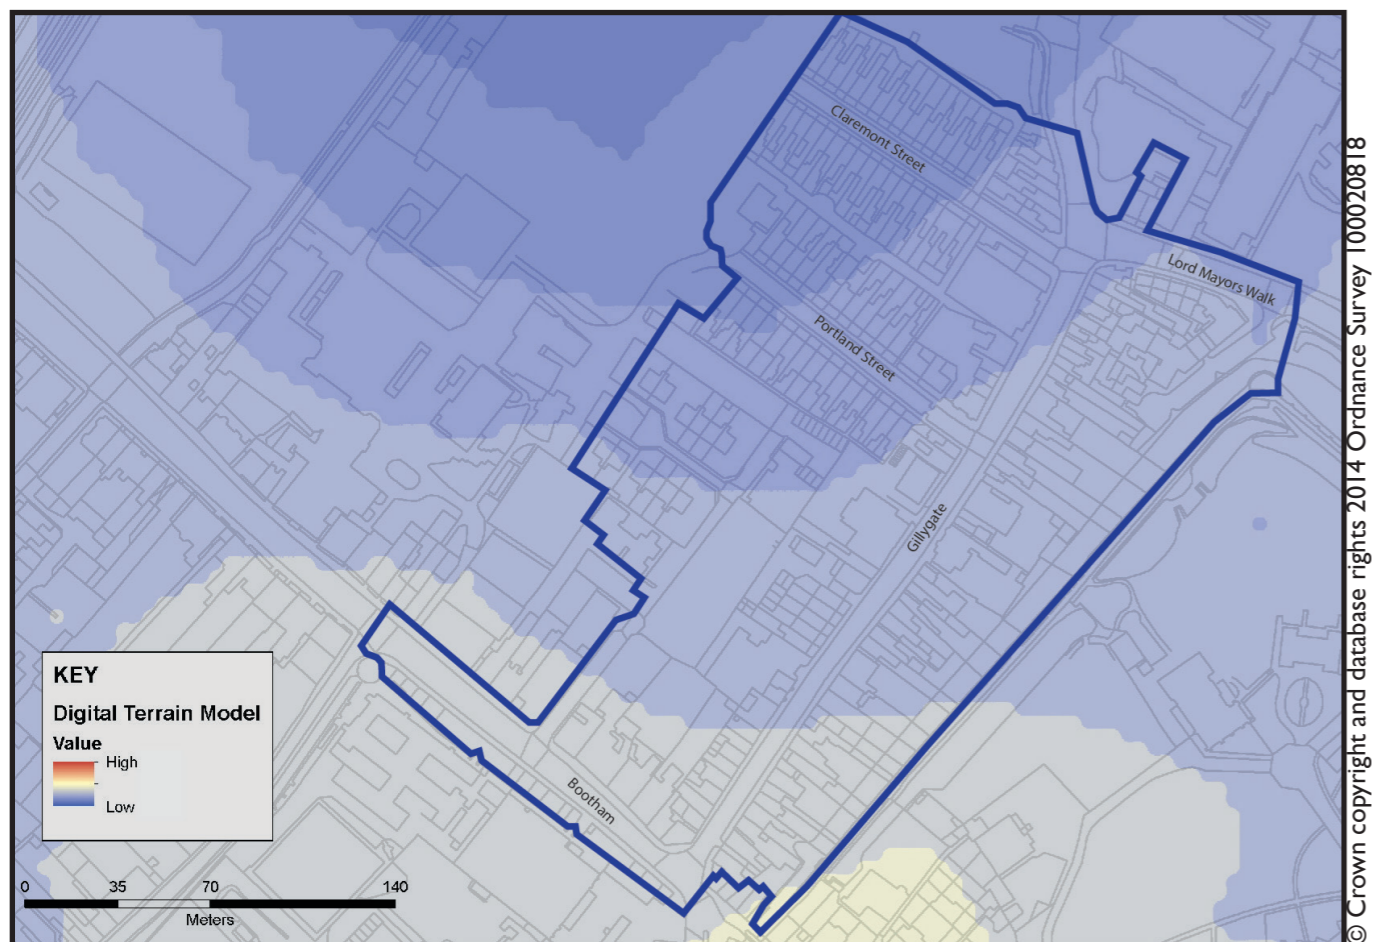 Claremont Street
Lord Mayors Walk
Portland Street
Gillygate
Bootham
KEY
Digital Terrain Model
Value
High
Low
0 35 70 140
Meters
© Crown copyright and database rights 2014 Ordnance Survey 100020818